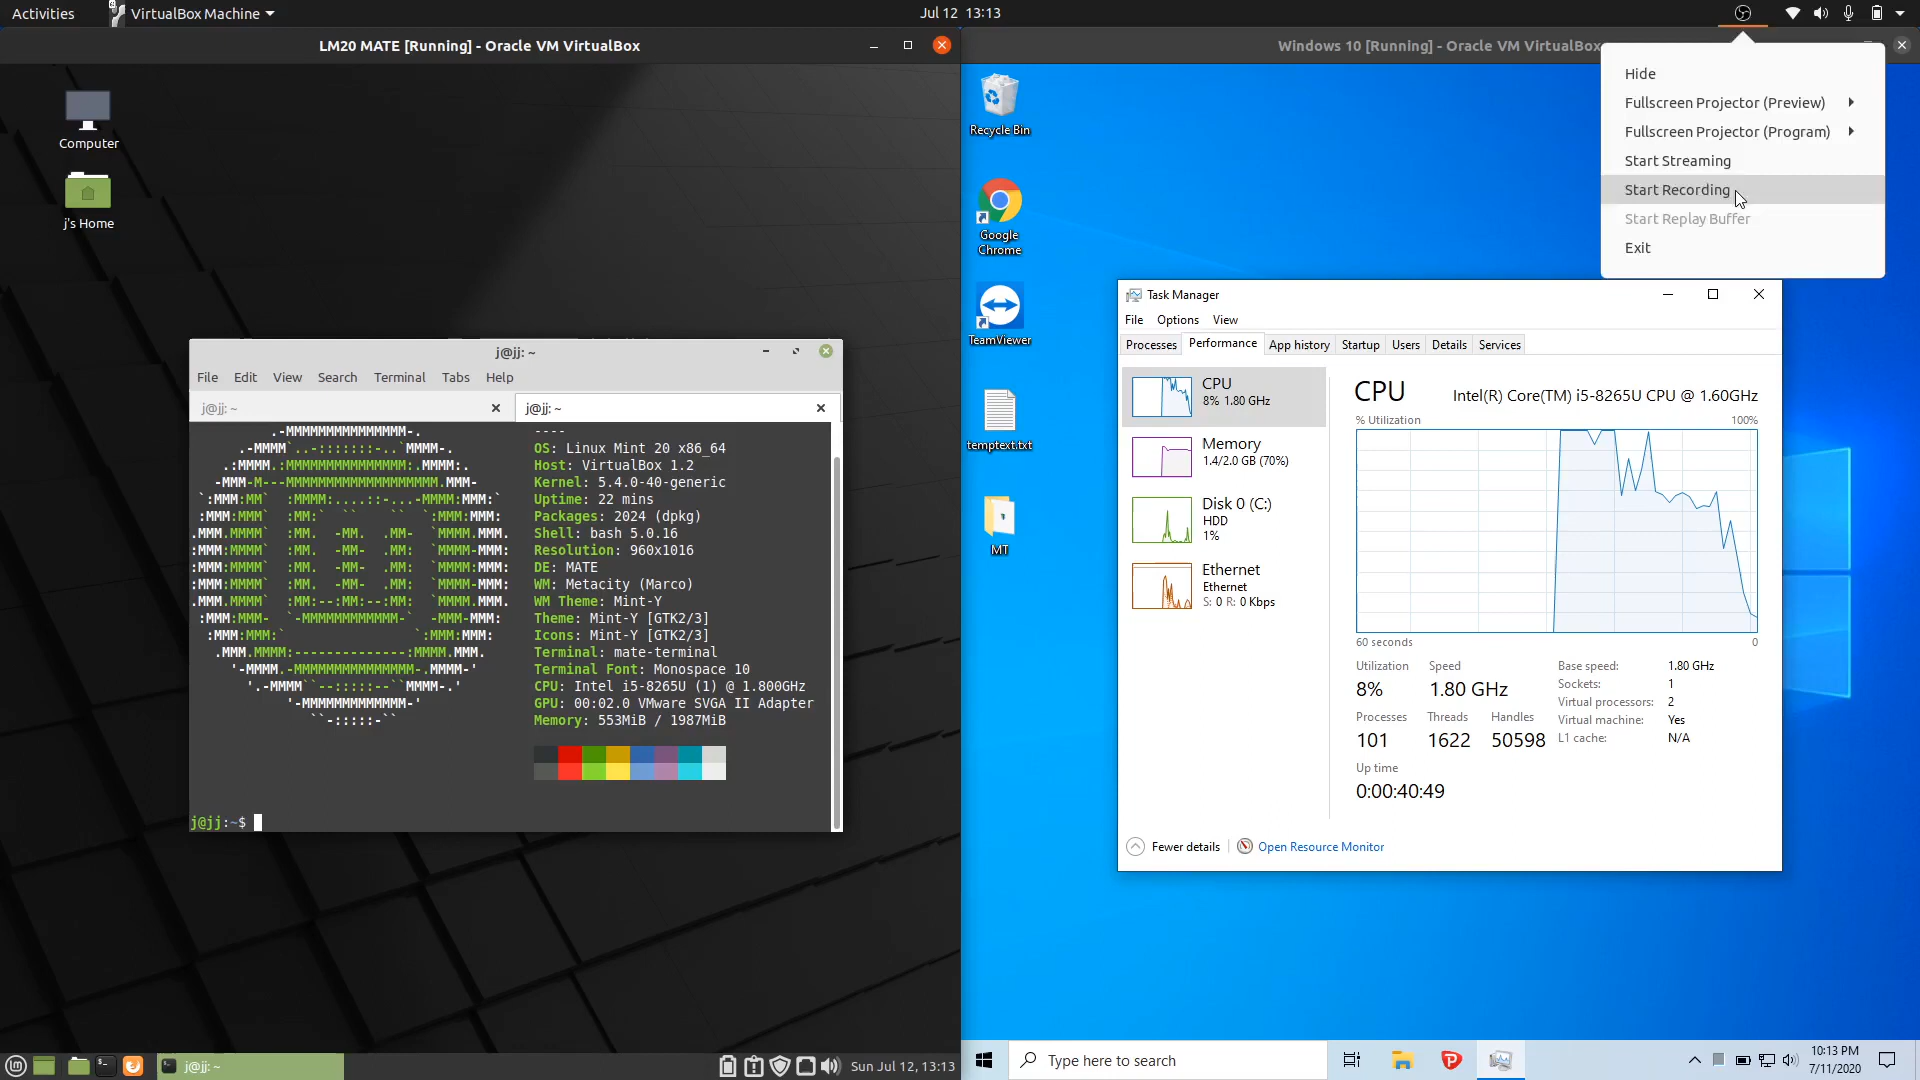 Activities
VirtualBox Machine
Jul 12 13:13
LM20 MATE [Running] - Oracle VM VirtualBox
Computer
j's Home
j@jj: ~
File Edit View Search Terminal Tabs Help
j@jj: ~
j@jj: ~
----
OS: Linux Mint 20 x86_64
Host: VirtualBox 1.2
Kernel: 5.4.0-40-generic
Uptime: 22 mins
Packages: 2024 (dpkg)
Shell: bash 5.0.16
Resolution: 960x1016
DE: MATE
WM: Metacity (Marco)
WM Theme: Mint-Y
Theme: Mint-Y [GTK2/3]
Icons: Mint-Y [GTK2/3]
Terminal: mate-terminal
Terminal Font: Monospace 10
CPU: Intel i5-8265U (1) @ 1.800GHz
GPU: 00:02.0 VMware SVGA II Adapter
Memory: 553MiB / 1987MiB
j@jj:~$
j@jj: ~
Sun Jul 12, 13:13
Windows 10 [Running] - Oracle VM VirtualBox
Hide
Fullscreen Projector (Preview)
Fullscreen Projector (Program)
Start Streaming
Start Recording
Start Replay Buffer
Exit
Recycle Bin
Google
Chrome
TeamViewer
temptext.txt
MT
Task Manager
File Options View
Processes Performance App history Startup Users Details Services
CPU
8% 1.80 GHz
Memory
1.4/2.0 GB (70%)
Disk 0 (C:)
HDD
1%
Ethernet
Ethernet
S: 0 R: 0 Kbps
CPU Intel(R) Core(TM) i5-8265U CPU @ 1.60GHz
% Utilization 100%
60 seconds 0
Utilization Speed
8% 1.80 GHz
Processes Threads Handles
101 1622 50598
Up time
0:00:40:49
Base speed: 1.80 GHz
Sockets: 1
Virtual processors: 2
Virtual machine: Yes
L1 cache: N/A
Fewer details
Open Resource Monitor
Type here to search
10:13 PM
7/11/2020